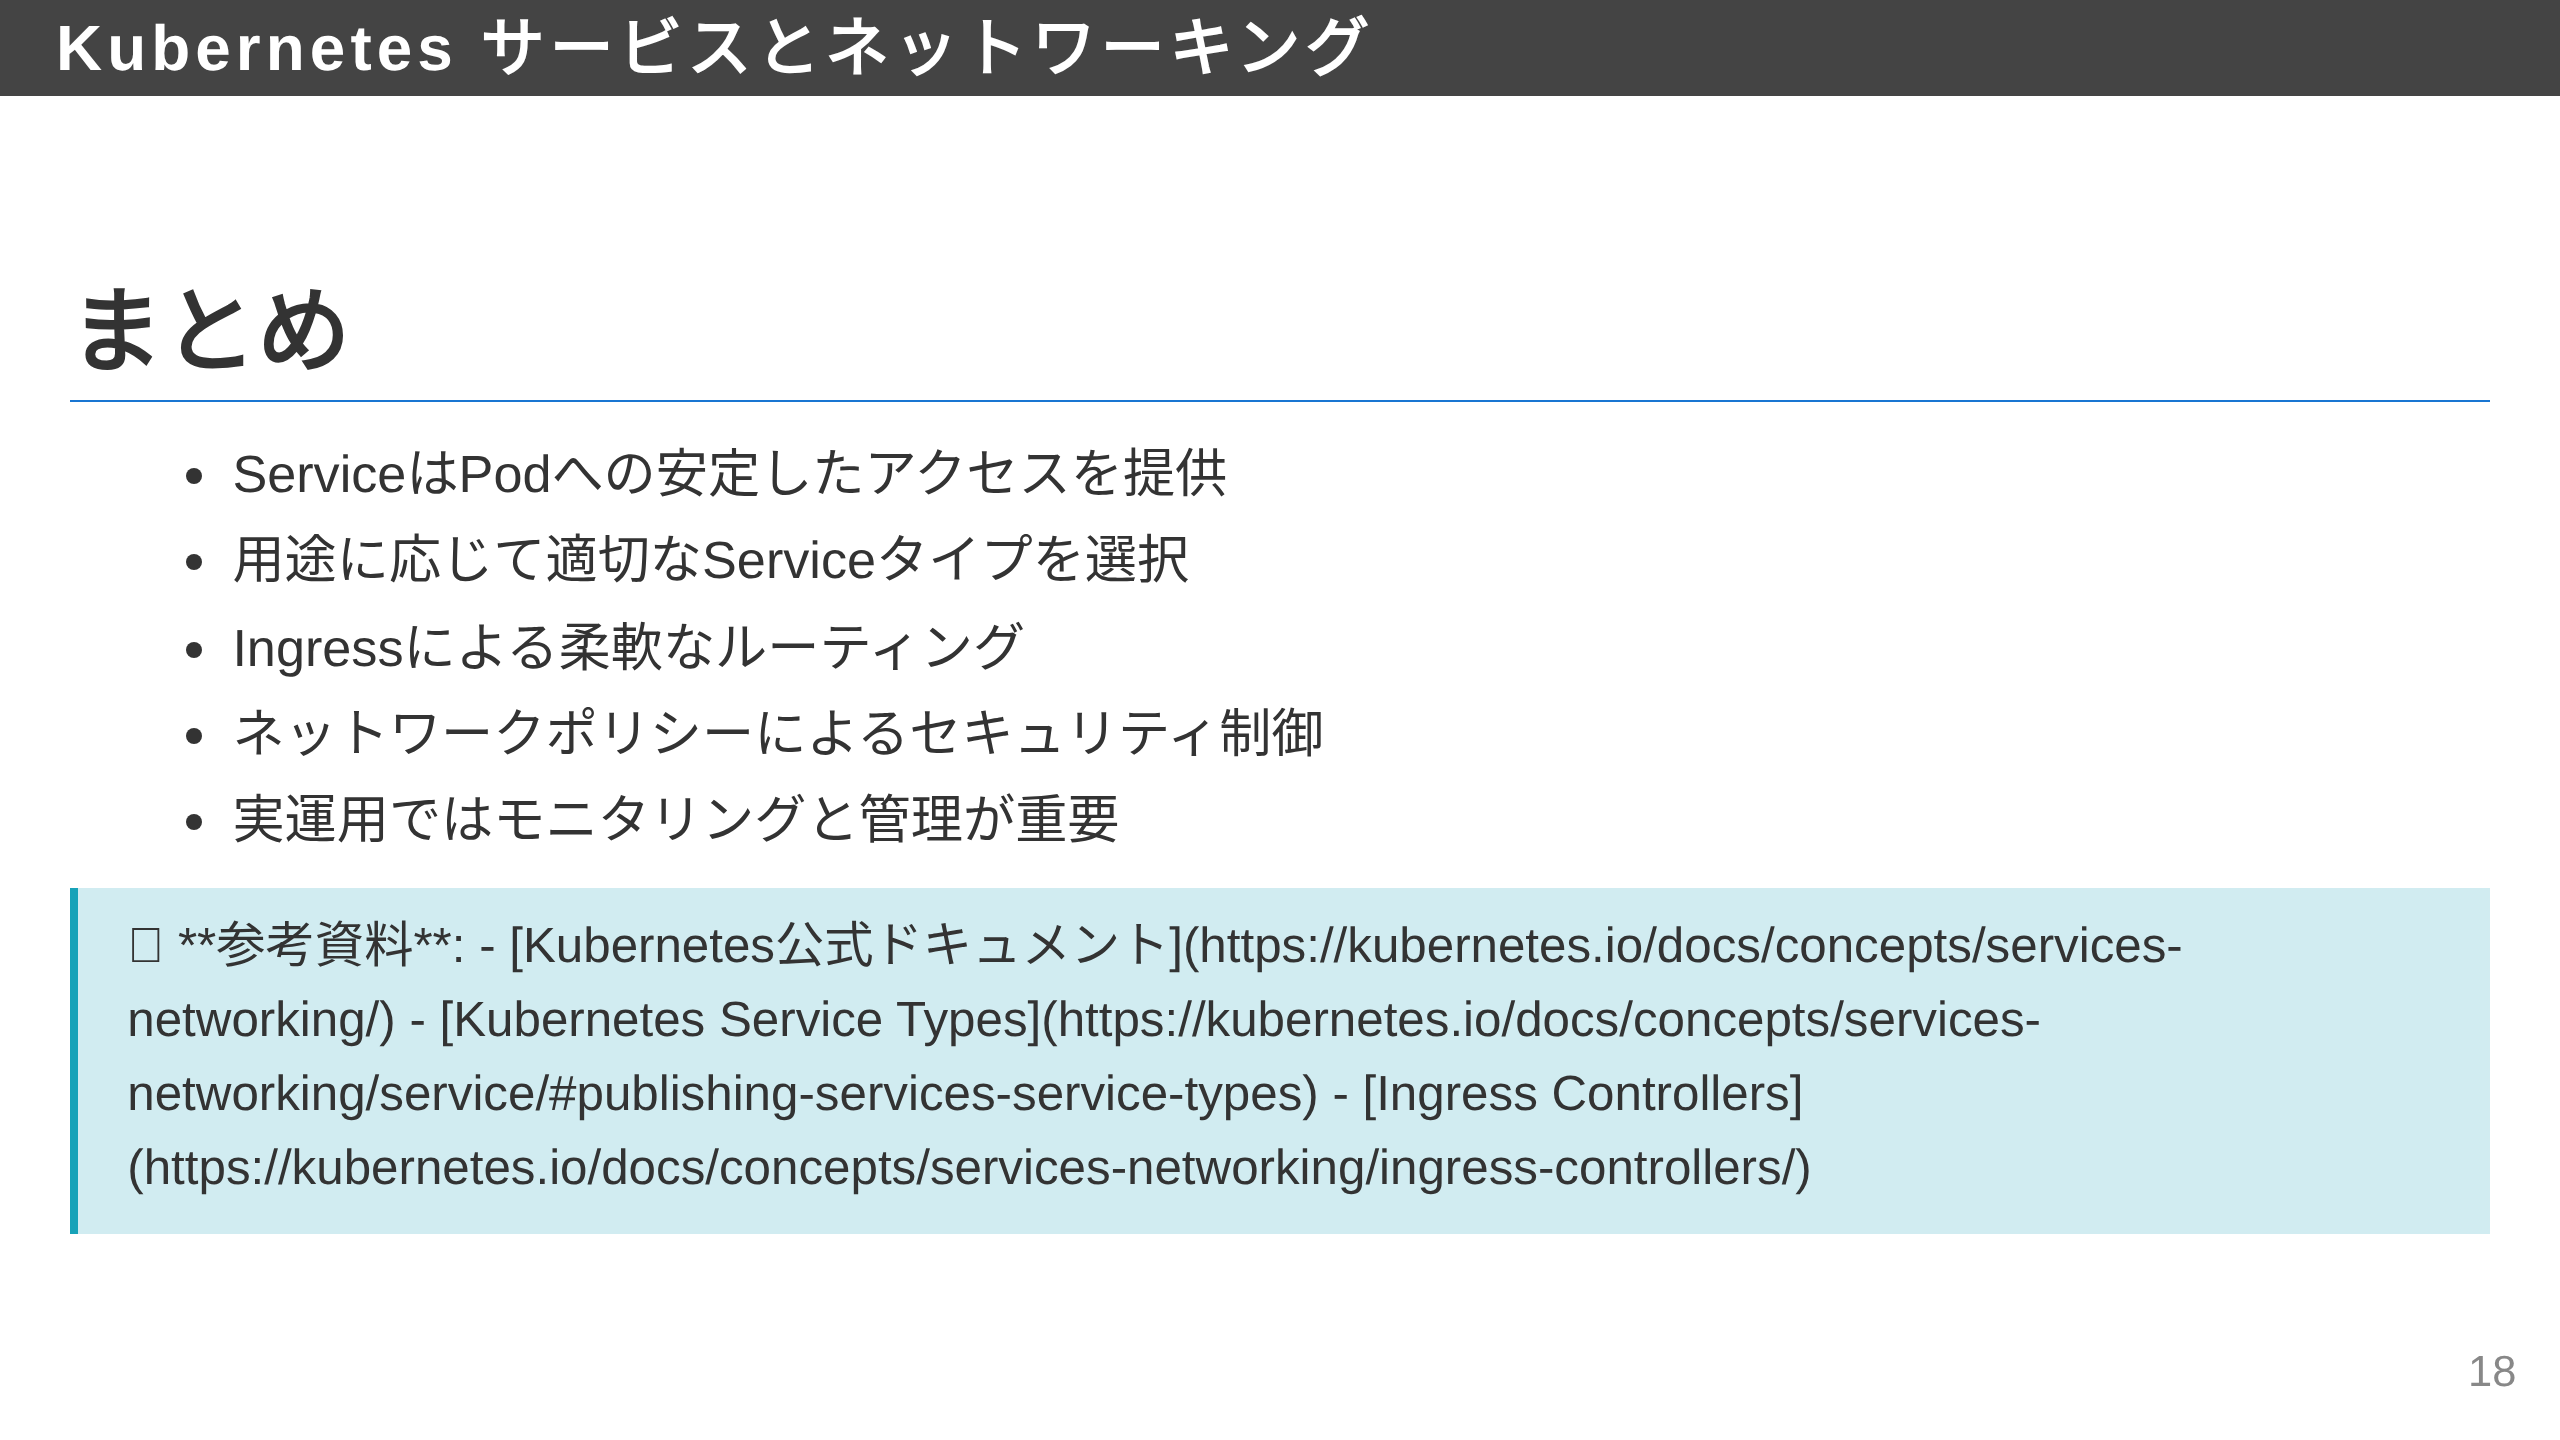 Kubernetes サービスとネットワーキング
まとめ
• ServiceはPodへの安定したアクセスを提供
• 用途に応じて適切なServiceタイプを選択
• Ingressによる柔軟なルーティング
• ネットワークポリシーによるセキュリティ制御
• 実運用ではモニタリングと管理が重要
**参考資料**: - [Kubernetes公式ドキュメント](https://kubernetes.io/docs/concepts/services-
networking/) - [Kubernetes Service Types](https://kubernetes.io/docs/concepts/services-
networking/service/#publishing-services-service-types) - [Ingress Controllers]
(https://kubernetes.io/docs/concepts/services-networking/ingress-controllers/)
18